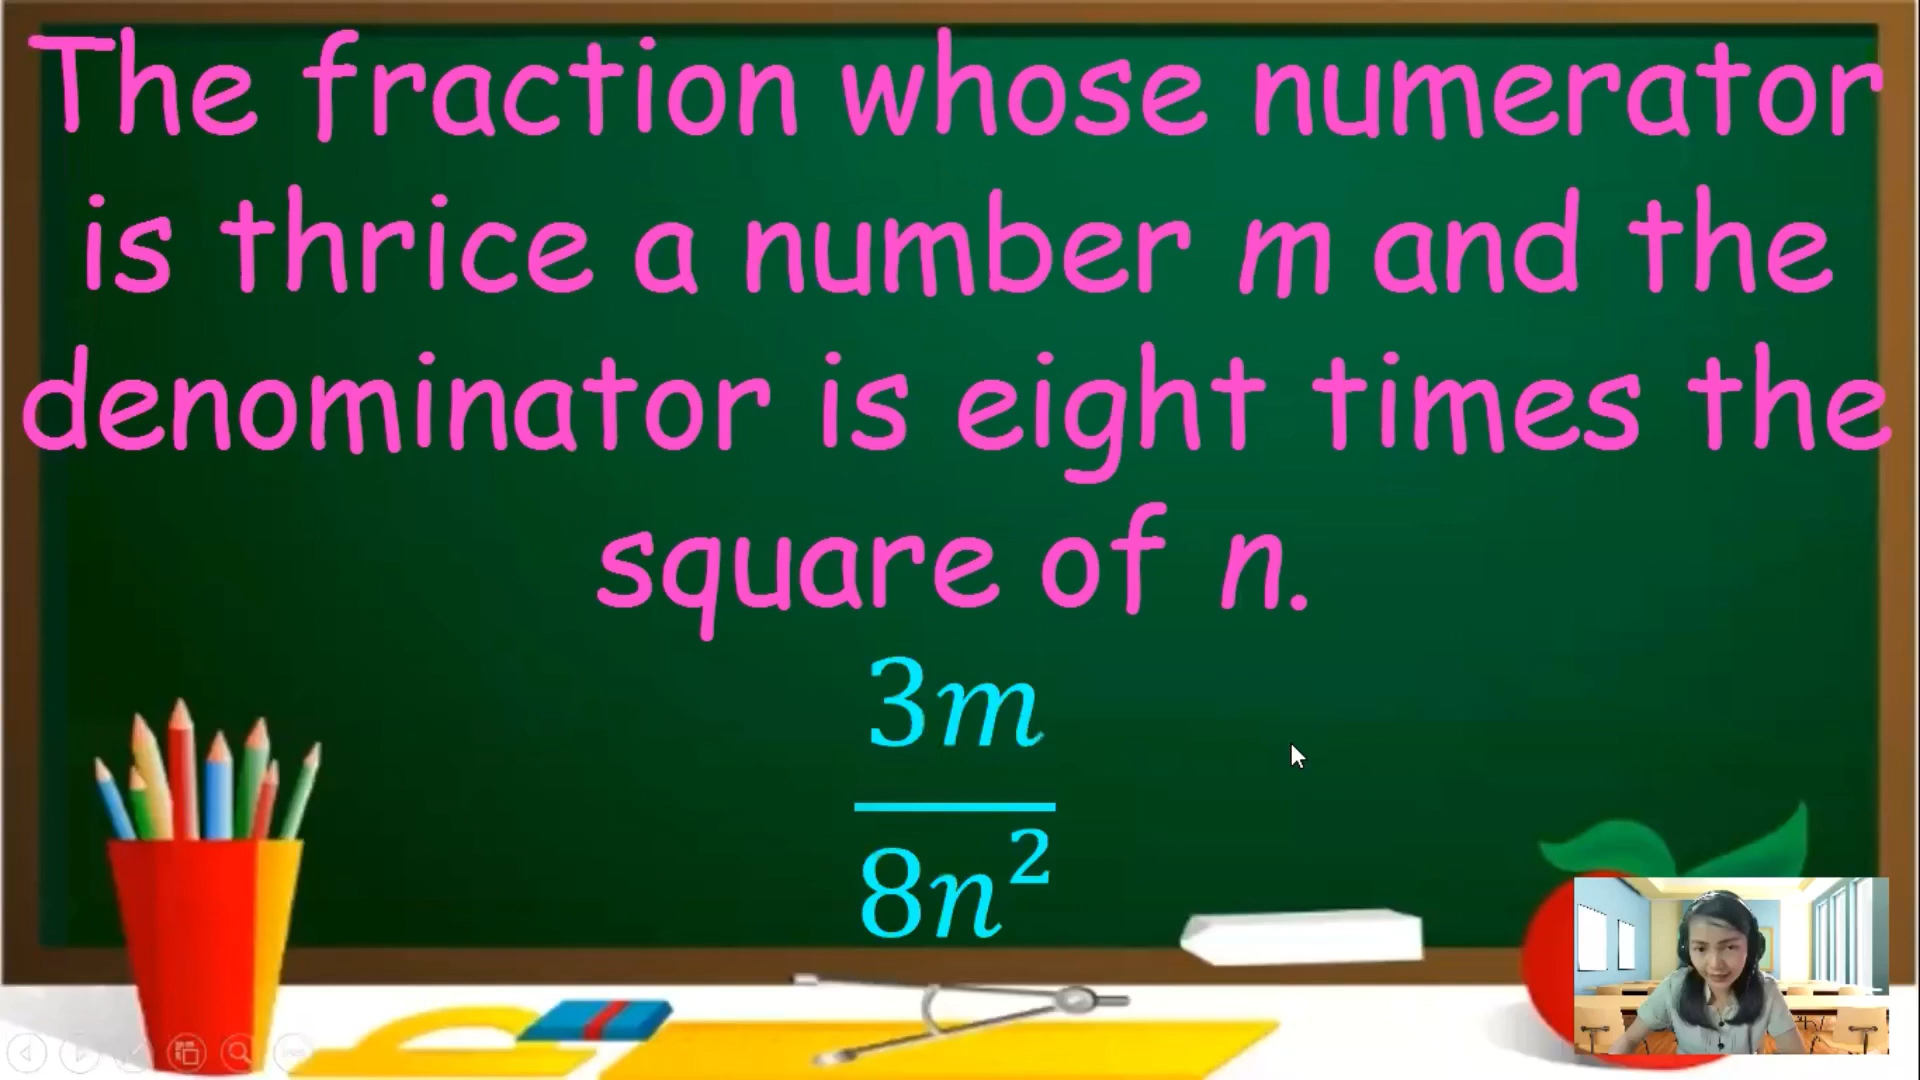 The fraction whose numerator
is thrice a number m and the
denominator is eight times the
square of n.
3m
8n²